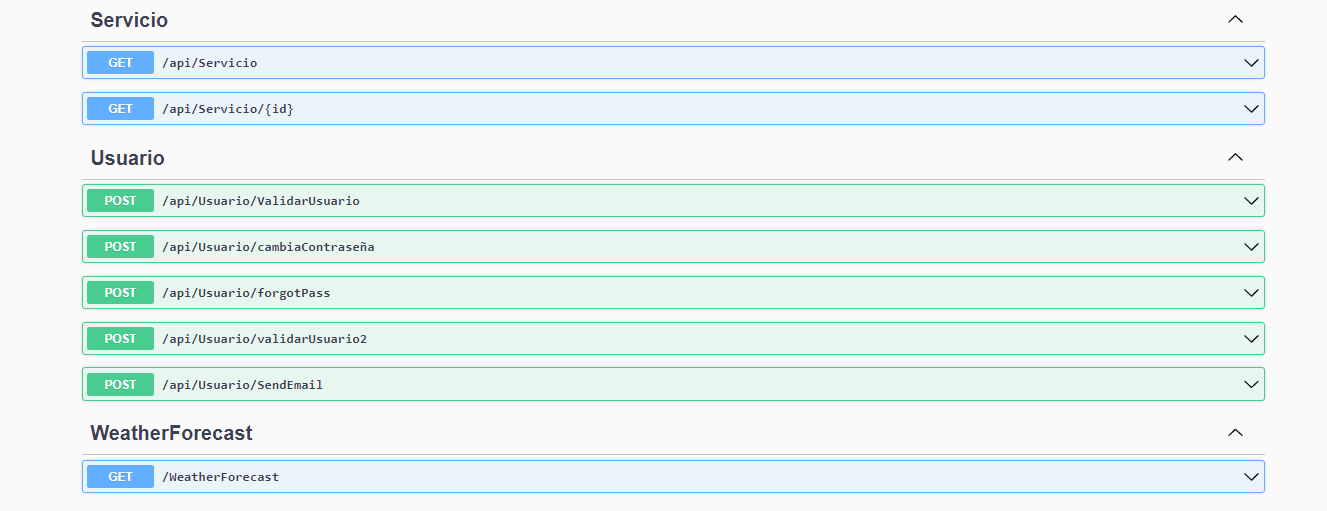 Servicio
GET /api/Servicio
GET /api/Servicio/{id}
Usuario
POST /api/Usuario/ValidarUsuario
POST /api/Usuario/cambiaContraseña
POST /api/Usuario/forgotPass
POST /api/Usuario/validarUsuario2
POST /api/Usuario/SendEmail
WeatherForecast
GET /WeatherForecast